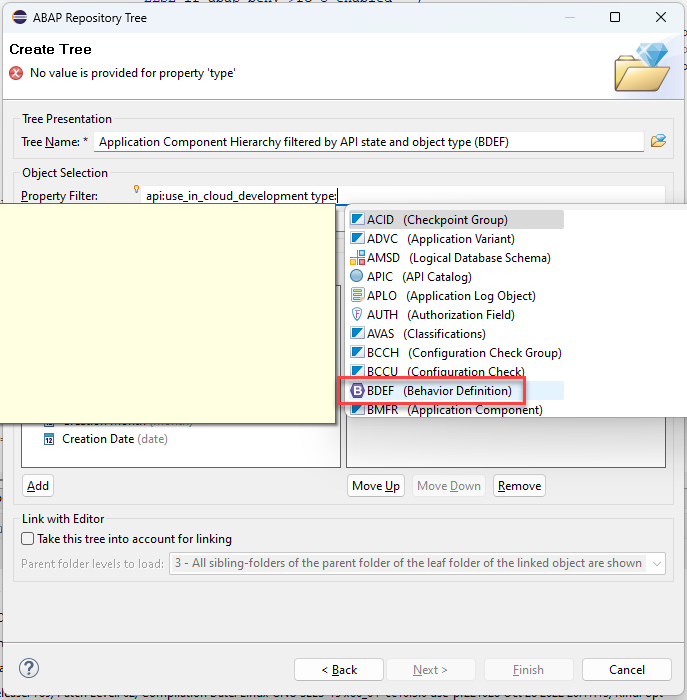 ABAP Repository Tree
Create Tree
No value is provided for property 'type'
Tree Presentation
Tree Name: * Application Component Hierarchy filtered by API state and object type (BDEF)
Object Selection
Property Filter: api:use_in_cloud_development type:
ACID (Checkpoint Group)
ADVC (Application Variant)
AMSD (Logical Database Schema)
APIC (API Catalog)
APLO (Application Log Object)
AUTH (Authorization Field)
AVAS (Classifications)
BCCH (Configuration Check Group)
BCCU (Configuration Check)
BDEF (Behavior Definition)
BMFR (Application Component)
Creation Month (month)
Creation Date (date)
Add
Move Up Move Down Remove
Link with Editor
Take this tree into account for linking
Parent folder levels to load: 3 - All sibling-folders of the parent folder of the leaf folder of the linked object are shown
< Back Next > Finish Cancel